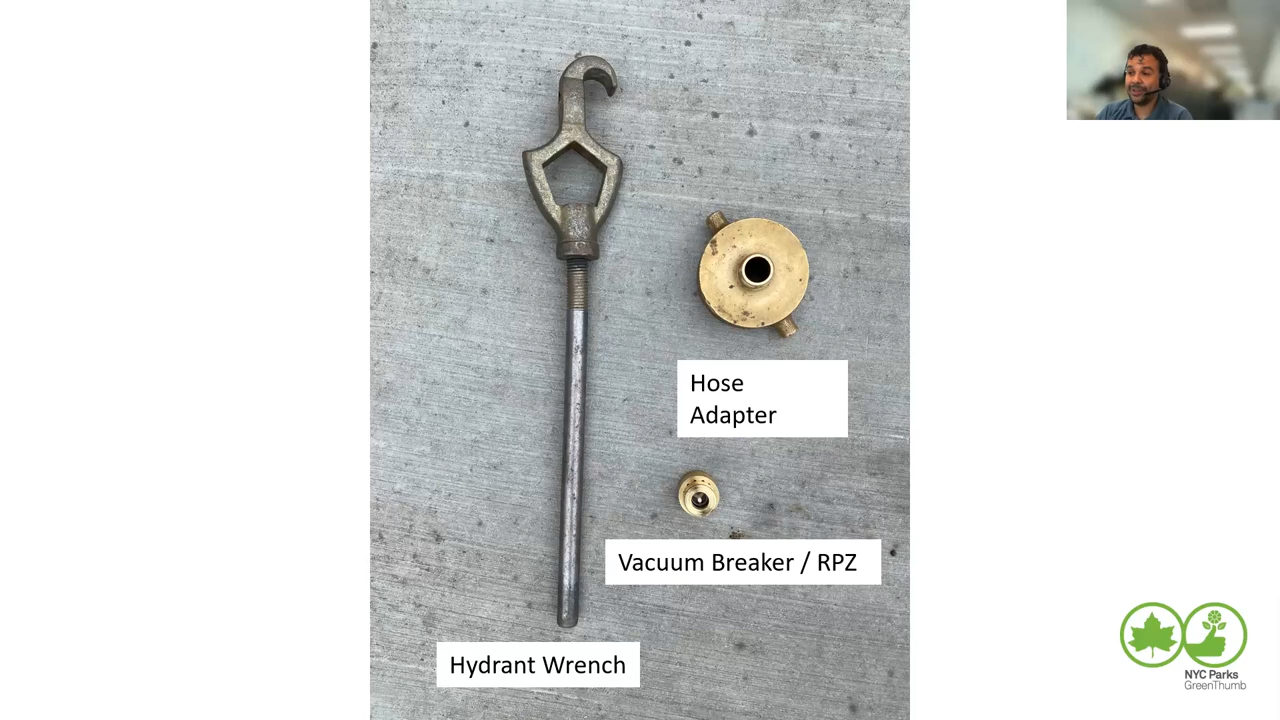 Hose
Adapter
Vacuum Breaker / RPZ
Hydrant Wrench
NYC Parks
GreenThumb